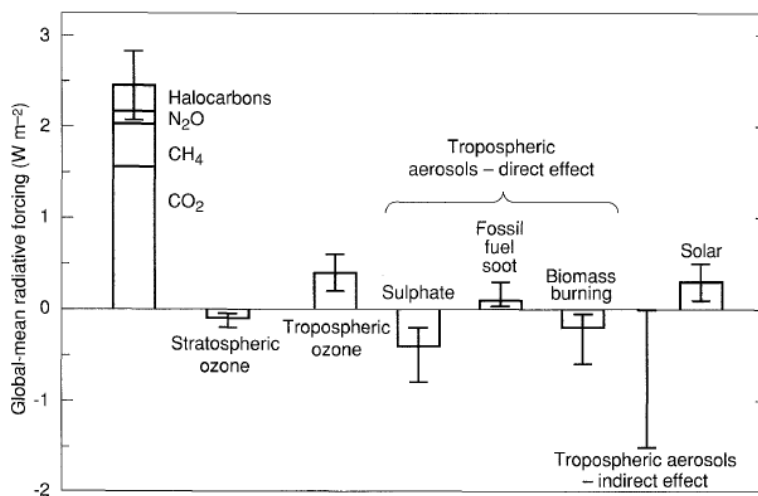 Global-mean radiative forcing (W m–2)
3
2
1
0
-1
-2
Halocarbons
N2O
CH4
CO2
Stratospheric
ozone
Tropospheric
ozone
Tropospheric
aerosols – direct effect
Sulphate
Fossil
fuel
soot
Biomass
burning
Tropospheric aerosols
– indirect effect
Solar